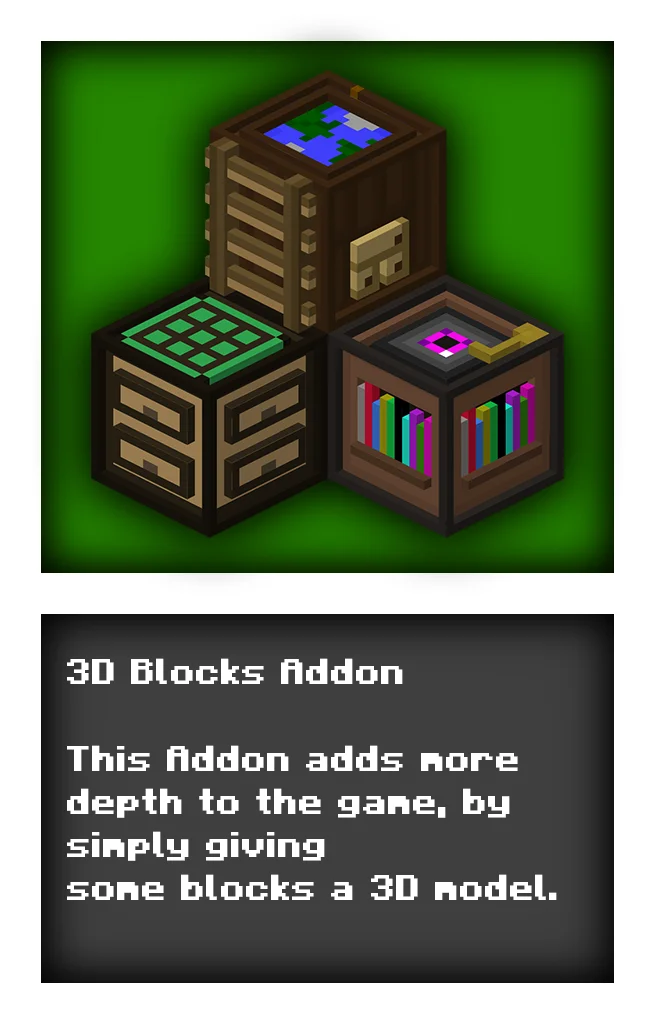 3D Blocks Addon
This Addon adds more
depth to the game, by
simply giving
some blocks a 3D model.